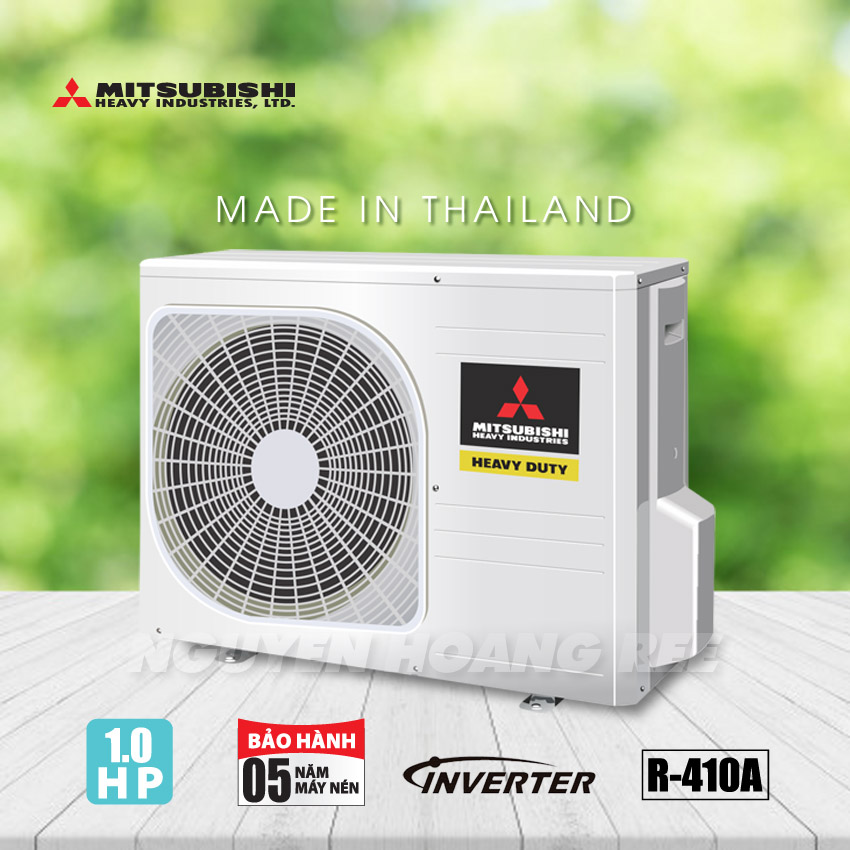 MITSUBISHI
HEAVY INDUSTRIES, LTD.
MADE IN THAILAND
MITSUBISHI
HEAVY INDUSTRIES
HEAVY DUTY
NGUYEN HOANG REE
1.0
HP
BẢO HÀNH
05 NĂM
MÁY NÉN
INVERTER
R-410A